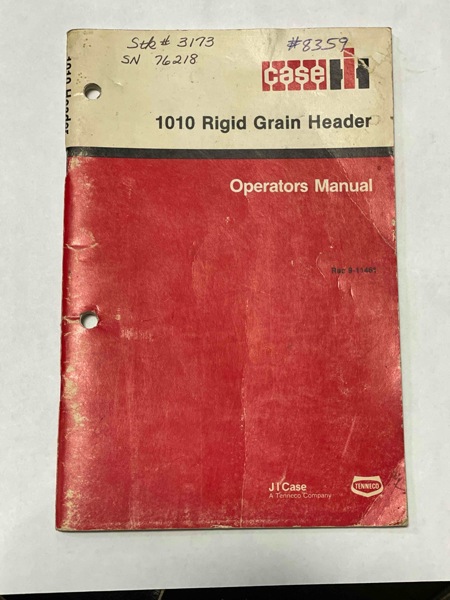 Stk# 3173
#8359
SN 76218
case IH
1010 Rigid Grain Header
Operators Manual
J I Case
A Tenneco Company
TENNECO
1010 Header